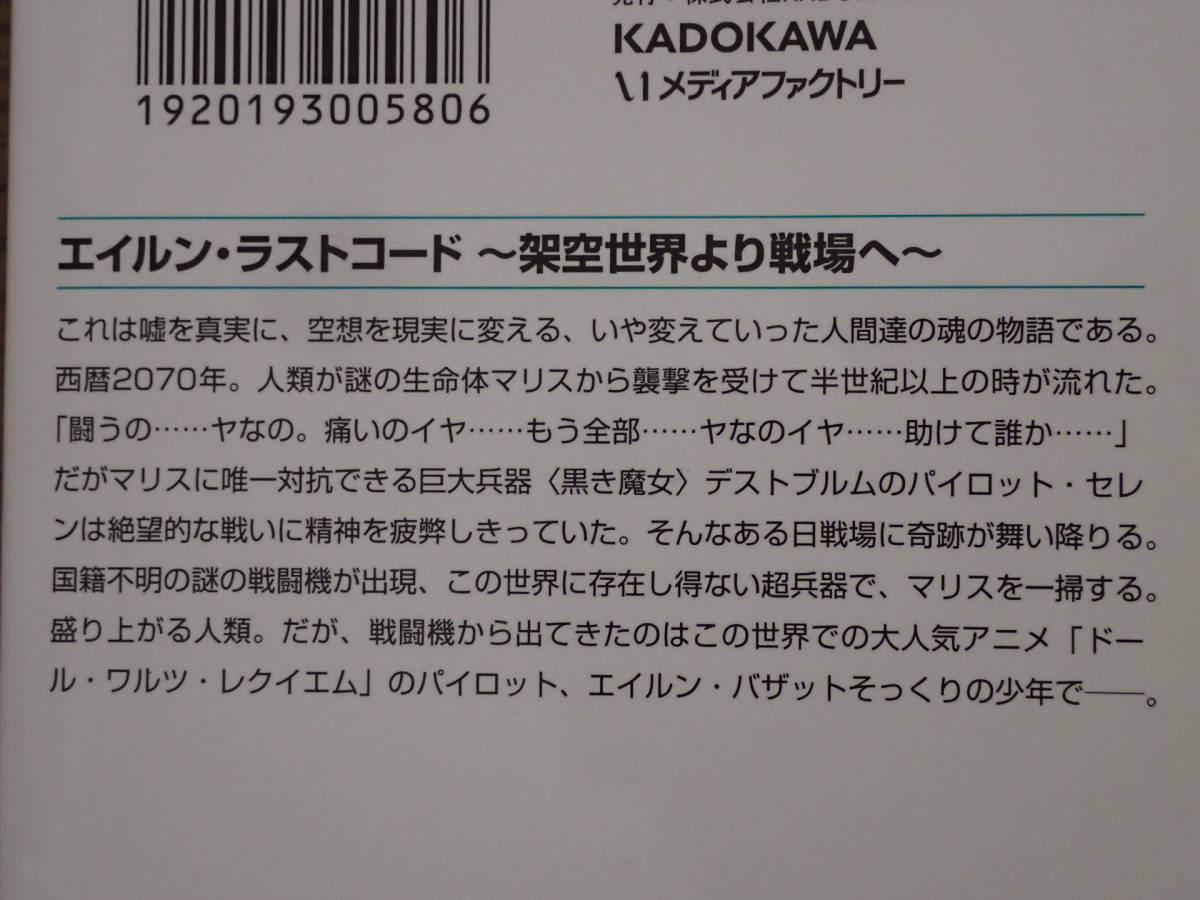 KADOKAWA
メディアファクトリー
1920193005806
エイルン・ラストコード ～架空世界より戦場へ～
これは嘘を真実に、空想を現実に変える、いや変えていった人間達の魂の物語である。
西暦2070年。人類が謎の生命体マリスから襲撃を受けて半世紀以上の時が流れた。
「闘うの……ヤなの。痛いのイヤ……もう全部……ヤなのイヤ……助けて誰か……」
だがマリスに唯一対抗できる巨大兵器〈黒き魔女〉デストブルムのパイロット・セレ
ンは絶望的な戦いに精神を疲弊しきっていた。そんなある日戦場に奇跡が舞い降りる。
国籍不明の謎の戦闘機が出現、この世界に存在し得ない超兵器で、マリスを一掃する。
盛り上がる人類。だが、戦闘機から出てきたのはこの世界での大人気アニメ「ドー
ル・ワルツ・レクイエム」のパイロット、エイルン・バザットそっくりの少年で――。